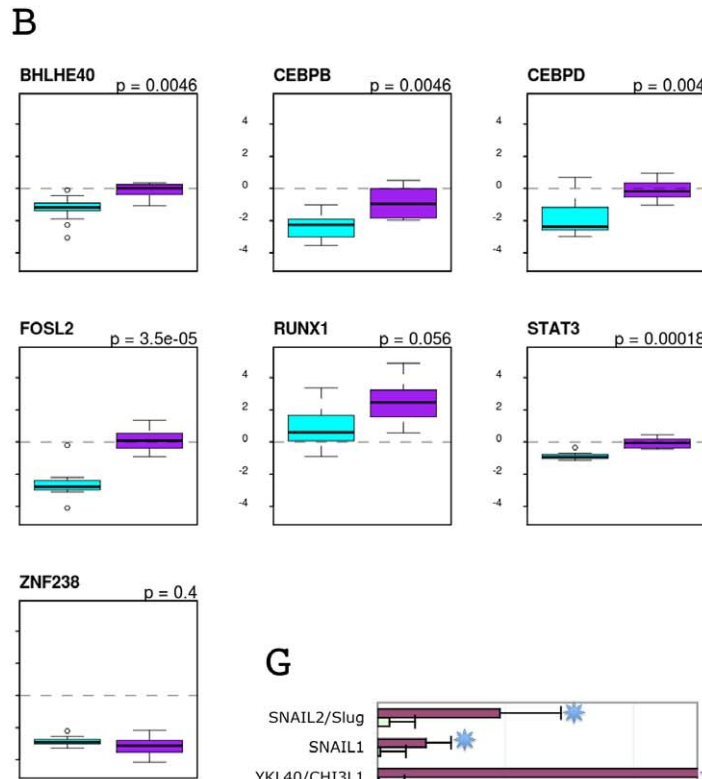 B
BHLHE40
p = 0.0046
CEBPB
p = 0.0046
CEBPD
p = 0.004
4
2
0
-2
-4
4
2
0
-2
-4
FOSL2
p = 3.5e-05
RUNX1
p = 0.056
STAT3
p = 0.00018
4
2
0
-2
-4
4
2
0
-2
-4
ZNF238
p = 0.4
G
SNAIL2/Slug
SNAIL1
YKL40/CHI3L1